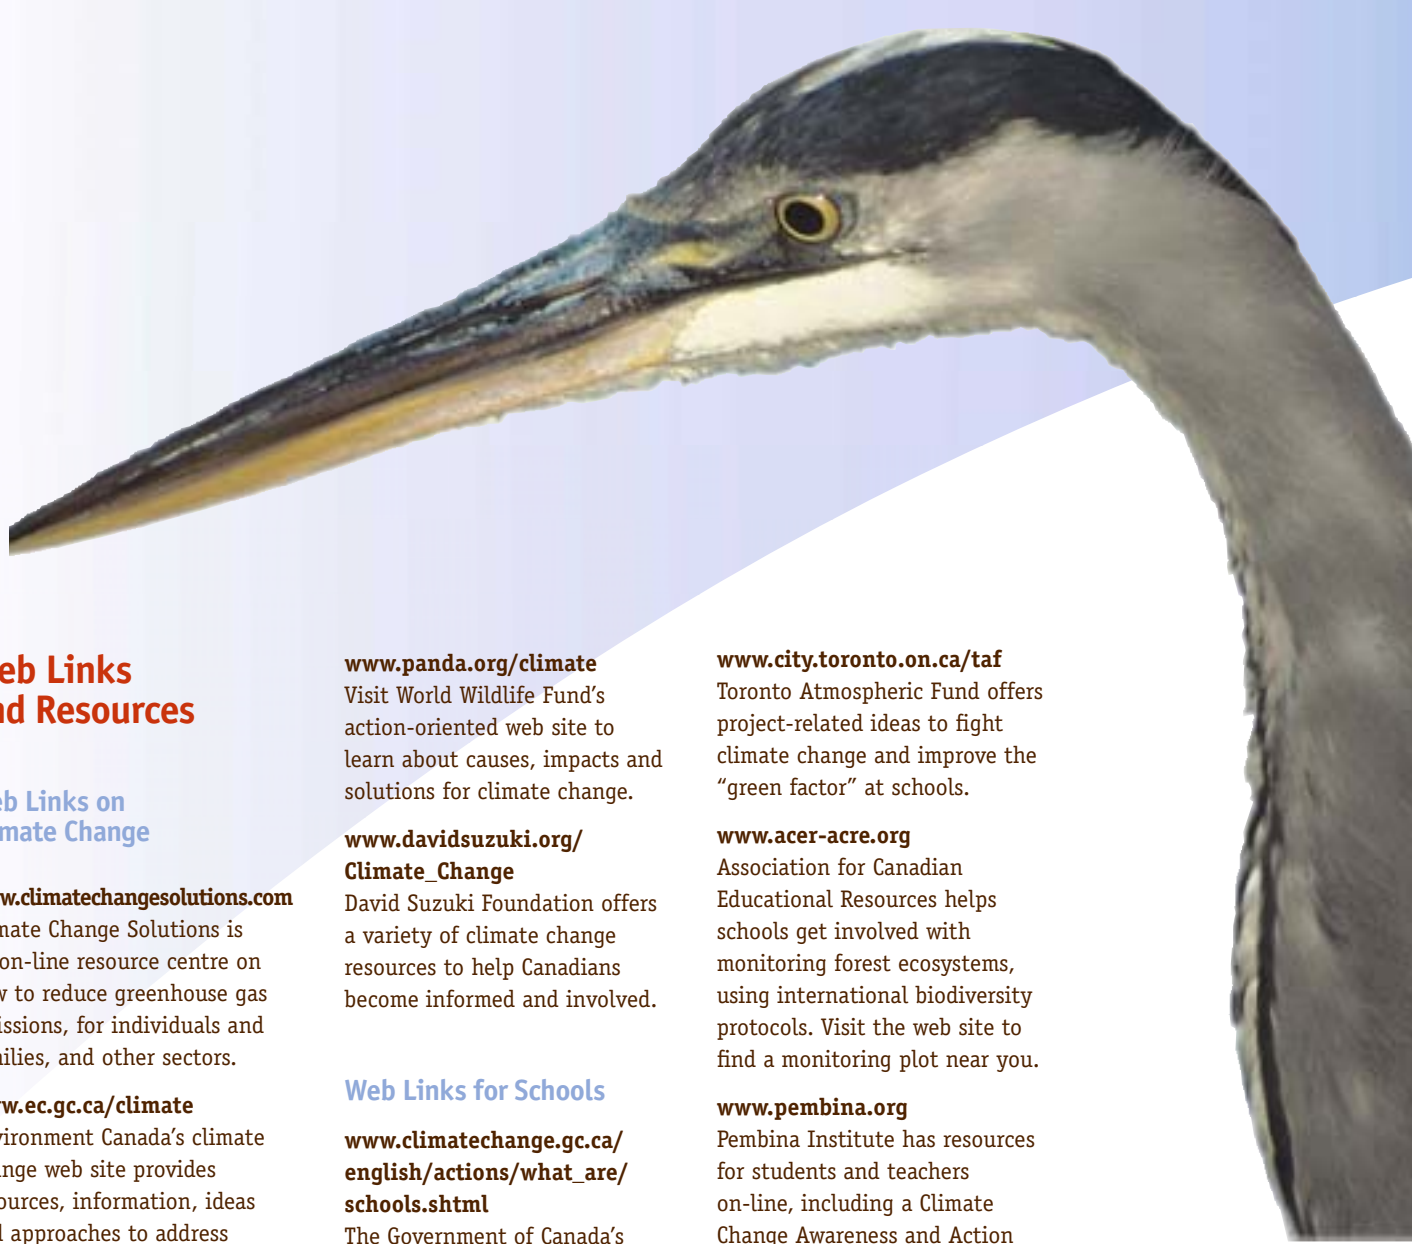 eb Links
nd Resources
eb Links on
mate Change
w.climatechangesolutions.com
mate Change Solutions is
on-line resource centre on
w to reduce greenhouse gas
issions, for individuals and
ilies, and other sectors.
w.ec.gc.ca/climate
vironment Canada's climate
nge web site provides
ources, information, ideas
d approaches to address
www.panda.org/climate
Visit World Wildlife Fund's
action-oriented web site to
learn about causes, impacts and
solutions for climate change.
www.davidsuzuki.org/
Climate_Change
David Suzuki Foundation offers
a variety of climate change
resources to help Canadians
become informed and involved.
Web Links for Schools
www.climatechange.gc.ca/
english/actions/what_are/
schools.shtml
The Government of Canada's
www.city.toronto.on.ca/taf
Toronto Atmospheric Fund offers
project-related ideas to fight
climate change and improve the
"green factor" at schools.
www.acer-acre.org
Association for Canadian
Educational Resources helps
schools get involved with
monitoring forest ecosystems,
using international biodiversity
protocols. Visit the web site to
find a monitoring plot near you.
www.pembina.org
Pembina Institute has resources
for students and teachers
on-line, including a Climate
Change Awareness and Action